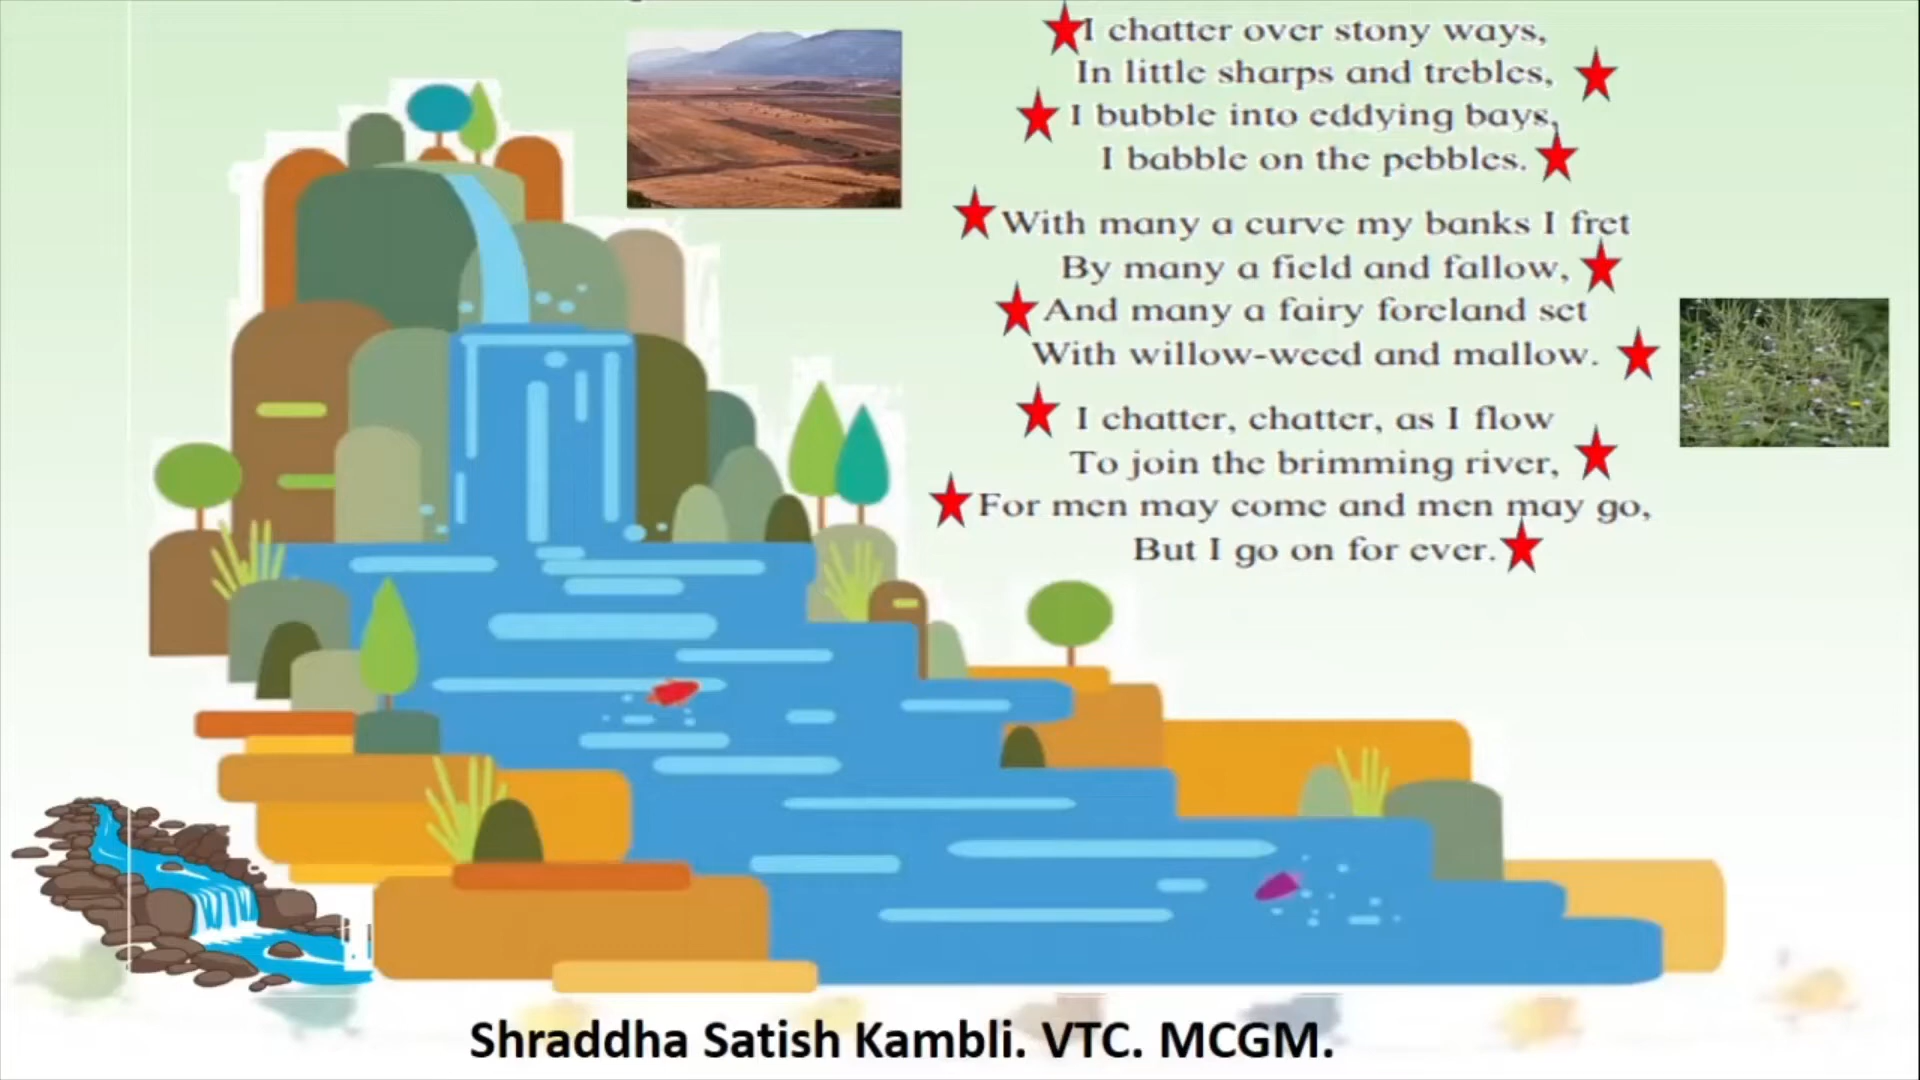 I chatter over stony ways,
In little sharps and trebles,
I bubble into eddying bays,
I babble on the pebbles.
With many a curve my banks I fret
By many a field and fallow,
And many a fairy foreland set
With willow-weed and mallow.
I chatter, chatter, as I flow
To join the brimming river,
For men may come and men may go,
But I go on for ever.
Shraddha Satish Kambli. VTC. MCGM.